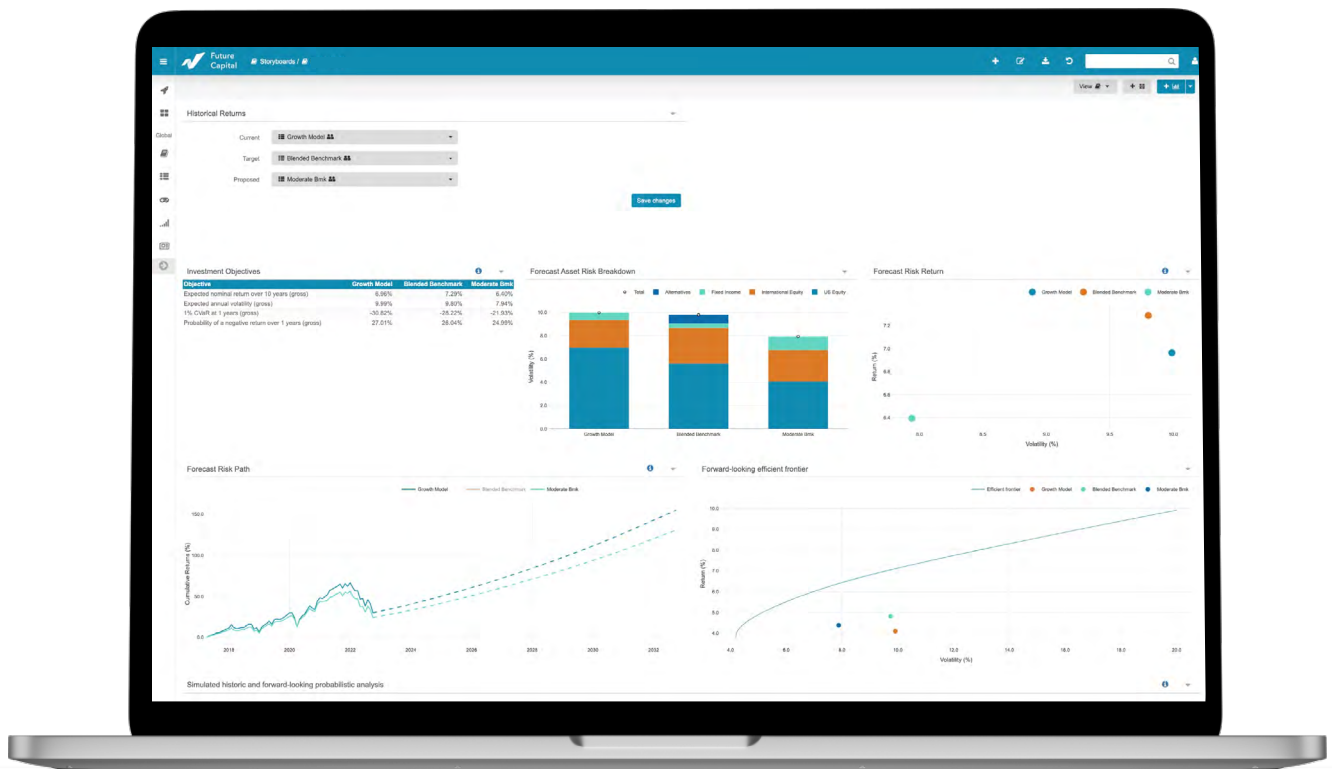 Future
Capital
Storyboards /
View
Historical Returns
Global
Current Growth Model
Target Blended Benchmark
Proposed Moderate Bmk
Save changes
Investment Objectives
Objective Growth Model Blended Benchmark Moderate Bmk
Expected nominal return over 10 years (gross) 6.96% 7.29% 6.40%
Expected annual volatility (gross) 9.99% 9.80% 7.94%
1% CVaR at 1 years (gross) -30.82% -28.22% -21.93%
Probability of a negative return over 1 years (gross) 27.01% 26.04% 24.99%
Forecast Asset Risk Breakdown
Total Alternatives Fixed Income International Equity US Equity
10.0
8.0
6.0
4.0
2.0
0.0
Volatility (%)
Growth Model Blended Benchmark Moderate Bmk
Forecast Risk Return
Growth Model Blended Benchmark Moderate Bmk
7.2
7.0
6.8
6.6
6.4
Return (%)
8.0 8.5 9.0 9.5 10.0
Volatility (%)
Forecast Risk Path
Growth Model Blended Benchmark Moderate Bmk
150.0
100.0
50.0
0.0
Cumulative Returns (%)
2018 2020 2022 2024 2026 2028 2030 2032
Forward-looking efficient frontier
Efficient frontier Growth Model Blended Benchmark Moderate Bmk
10.0
9.0
8.0
7.0
6.0
5.0
4.0
Return (%)
4.0 6.0 8.0 10.0 12.0 14.0 16.0 18.0 20.0
Volatility (%)
Simulated historic and forward-looking probabilistic analysis